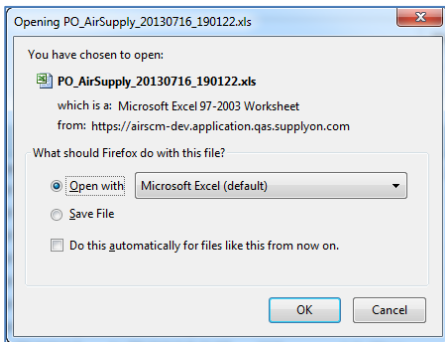 Opening PO_AirSupply_20130716_190122.xls
You have chosen to open:
PO_AirSupply_20130716_190122.xls
which is a: Microsoft Excel 97-2003 Worksheet
from: https://airscm-dev.application.qas.supplyon.com
What should Firefox do with this file?
Open with Microsoft Excel (default)
Save File
Do this automatically for files like this from now on.
OK Cancel